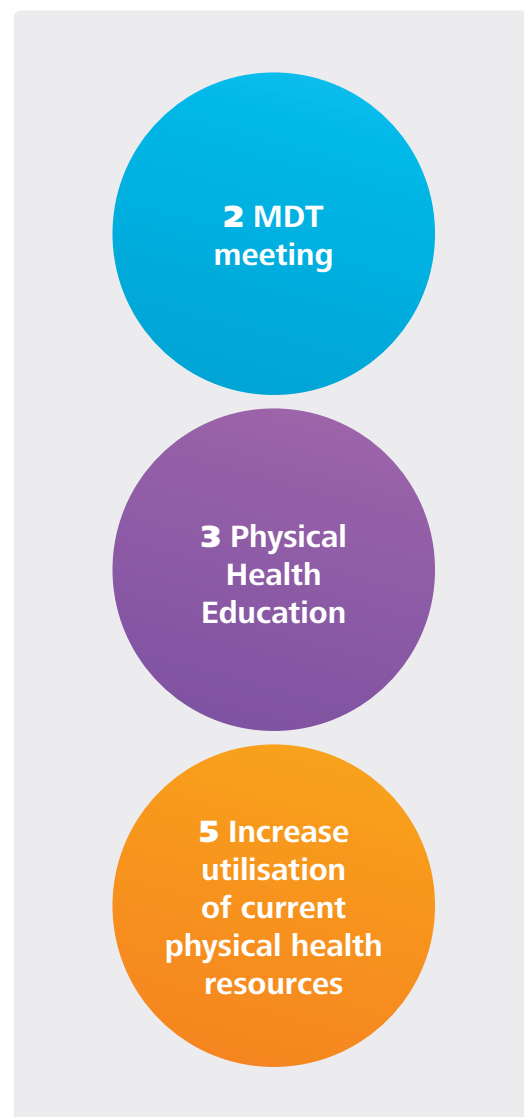 2 MDT
meeting
3 Physical
Health
Education
5 Increase
utilisation
of current
physical health
resources